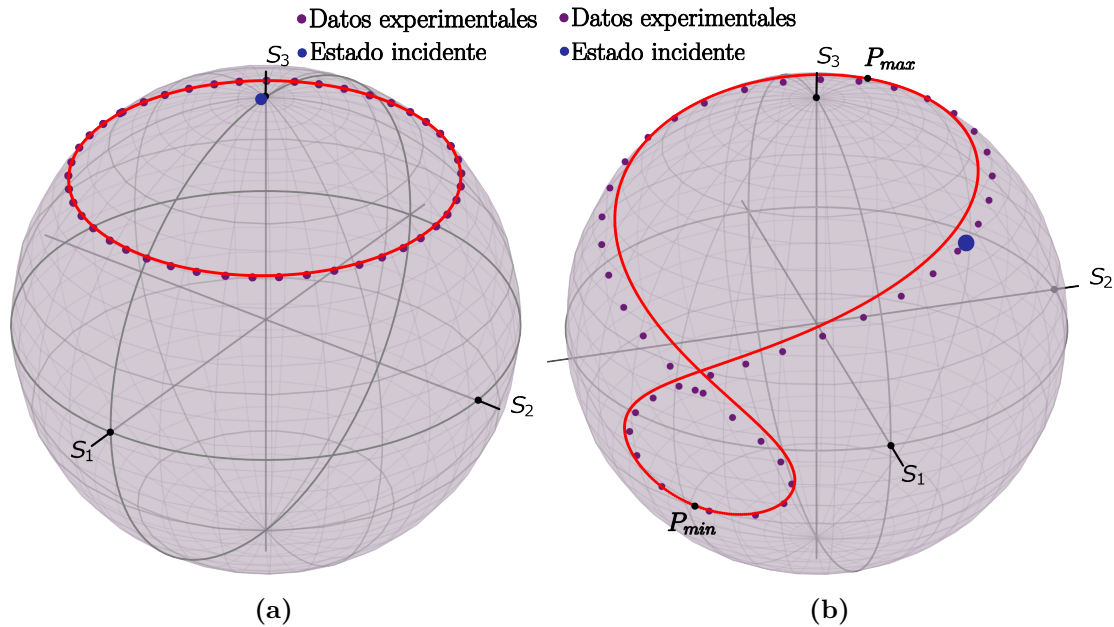 Datos experimentales
Estado incidente
S3
S1
S2
(a)
Datos experimentales
Estado incidente
S3
Pmax
S2
S1
Pmin
(b)